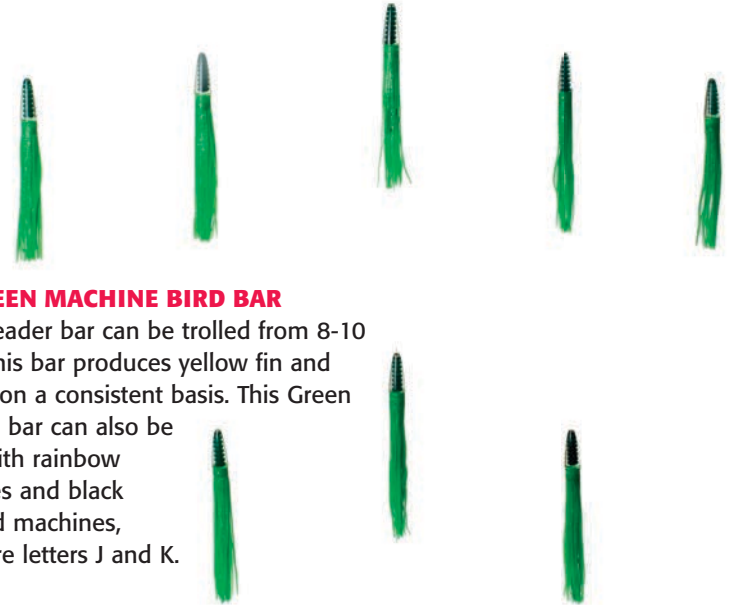 EEN MACHINE BIRD BAR
eader bar can be trolled from 8-10
his bar produces yellow fin and
on a consistent basis. This Green
bar can also be
ith rainbow
es and black
d machines,
re letters J and K.